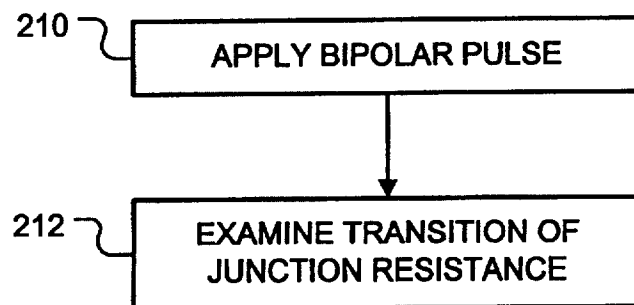 210
APPLY BIPOLAR PULSE
212
EXAMINE TRANSITION OF
JUNCTION RESISTANCE